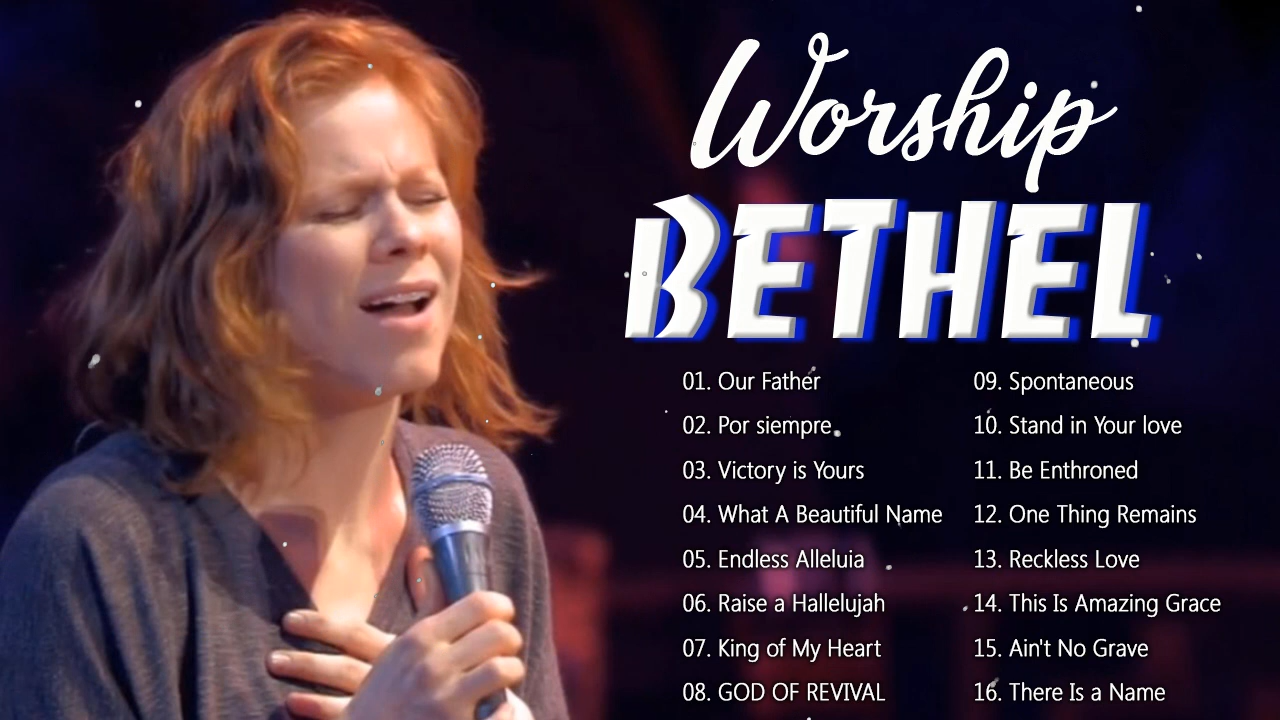 Worship
BETHEL
01. Our Father
02. Por siempre
03. Victory is Yours
04. What A Beautiful Name
05. Endless Alleluia
06. Raise a Hallelujah
07. King of My Heart
08. GOD OF REVIVAL
09. Spontaneous
10. Stand in Your love
11. Be Enthroned
12. One Thing Remains
13. Reckless Love
14. This Is Amazing Grace
15. Ain't No Grave
16. There Is a Name